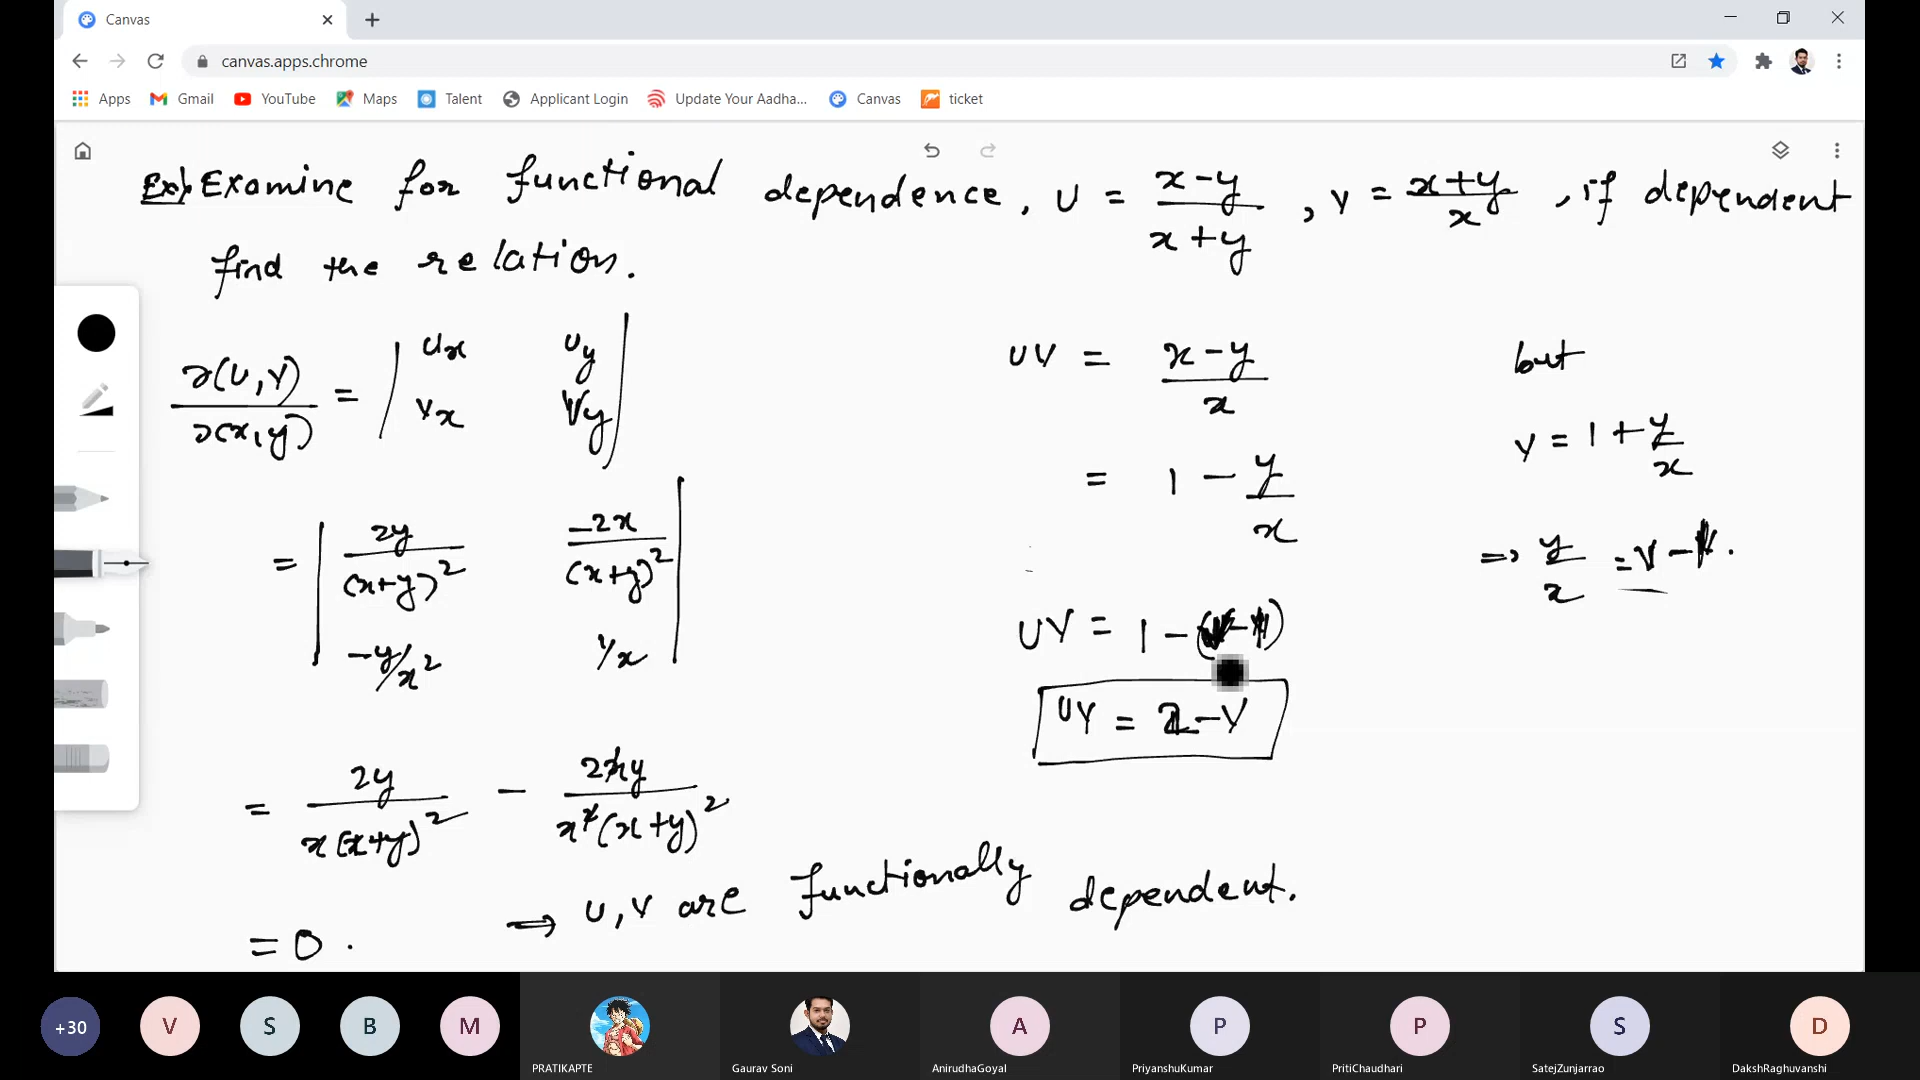 Canvas
canvas.apps.chrome
Apps Gmail YouTube Maps Talent Applicant Login Update Your Aadha... Canvas ticket
Ex) Examine for functional dependence, U = (x-y)/(x+y), V = (x+y)/x, if dependent
find the relation.
∂(U,V)/∂(x,y) = | Ux Uy |
| Vx Vy |
= | 2y/(x+y)² -2x/(x+y)² |
| -y/x² 1/x |
= 2y/(x(x+y)²) - 2xy/(x²(x+y)²)
= 0.
⇒ U, V are functionally dependent.
UV = (x-y)/x
= 1 - y/x
UV = 1 - (V-1)
UV = 2-V
but
V = 1 + y/x
⇒ y/x = V-1.
+30 V S B M A P P S D
PRATIKAPTE Gaurav Soni AnirudhaGoyal PriyanshuKumar PritiChaudhari SatejZunjarrao DakshRaghuvanshi